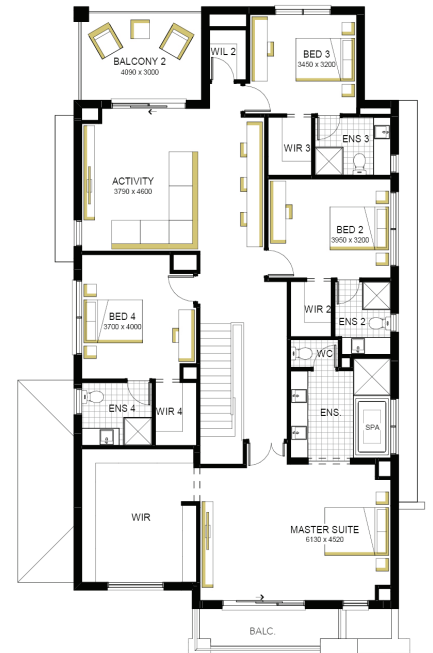 WIL 2
BED 3
3450 x 3200
BALCONY 2
4090 x 3000
ENS 3
WIR 3
ACTIVITY
3790 x 4600
BED 2
3950 x 3200
WIR 2
ENS 2
BED 4
3700 x 4000
WC
ENS 4
WIR 4
ENS.
SPA
WIR
MASTER SUITE
6130 x 4520
BALC.